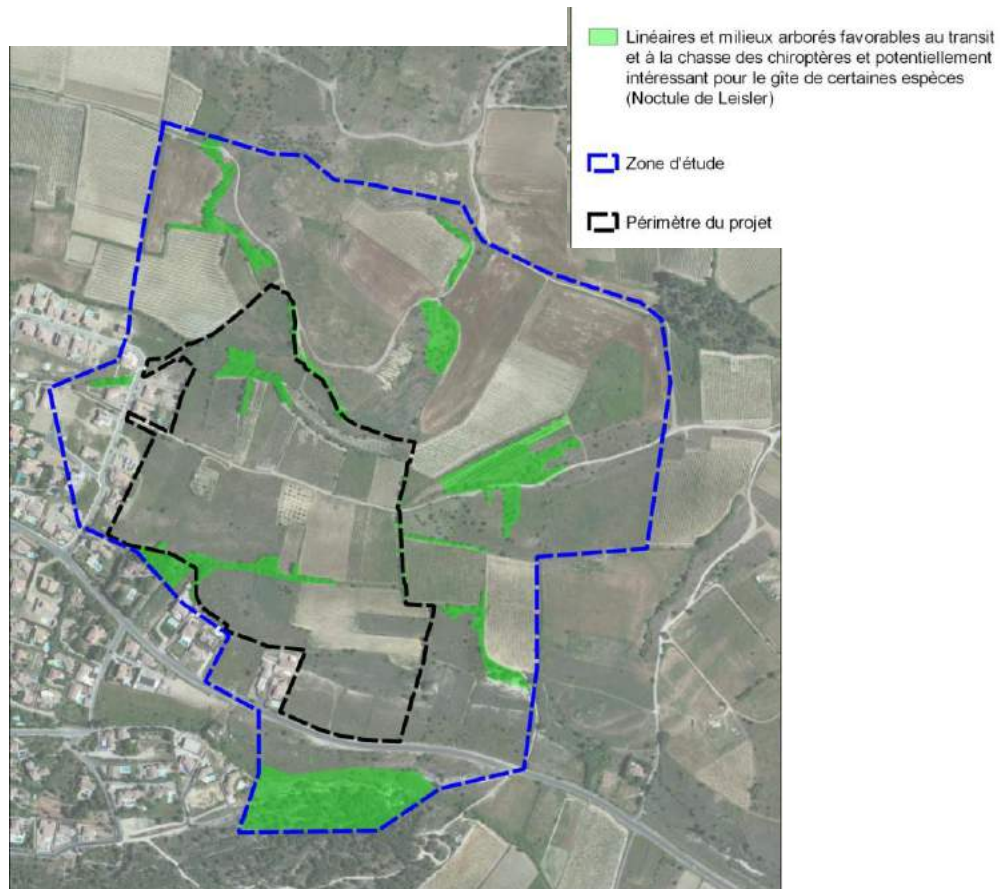 Linéaires et milieux arborés favorables au transit
et à la chasse des chiroptères et potentiellement
intéressant pour le gîte de certaines espèces
(Noctule de Leisler)
Zone d'étude
Périmètre du projet